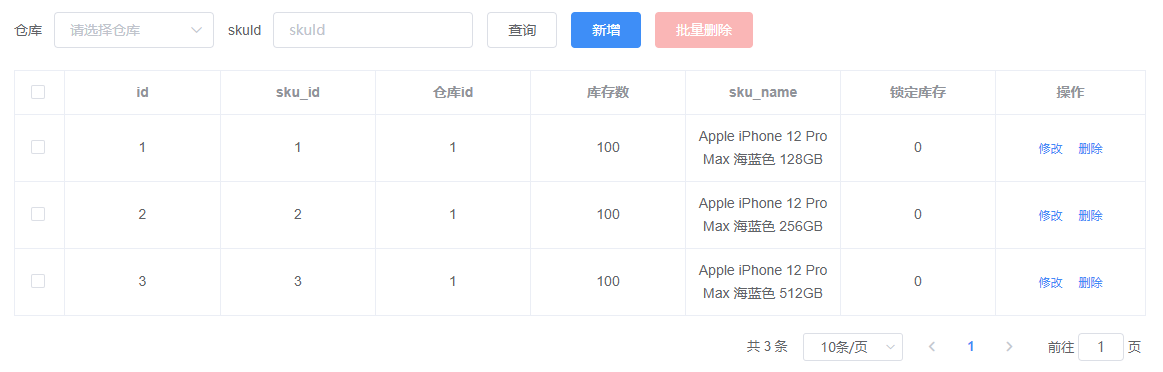 仓库 请选择仓库 skuId skuId 查询 新增 批量删除
id sku_id 仓库id 库存数 sku_name 锁定库存 操作
1 1 1 100 Apple iPhone 12 Pro Max 海蓝色 128GB 0 修改 删除
2 2 1 100 Apple iPhone 12 Pro Max 海蓝色 256GB 0 修改 删除
3 3 1 100 Apple iPhone 12 Pro Max 海蓝色 512GB 0 修改 删除
共 3 条 10条/页 1 前往 1 页